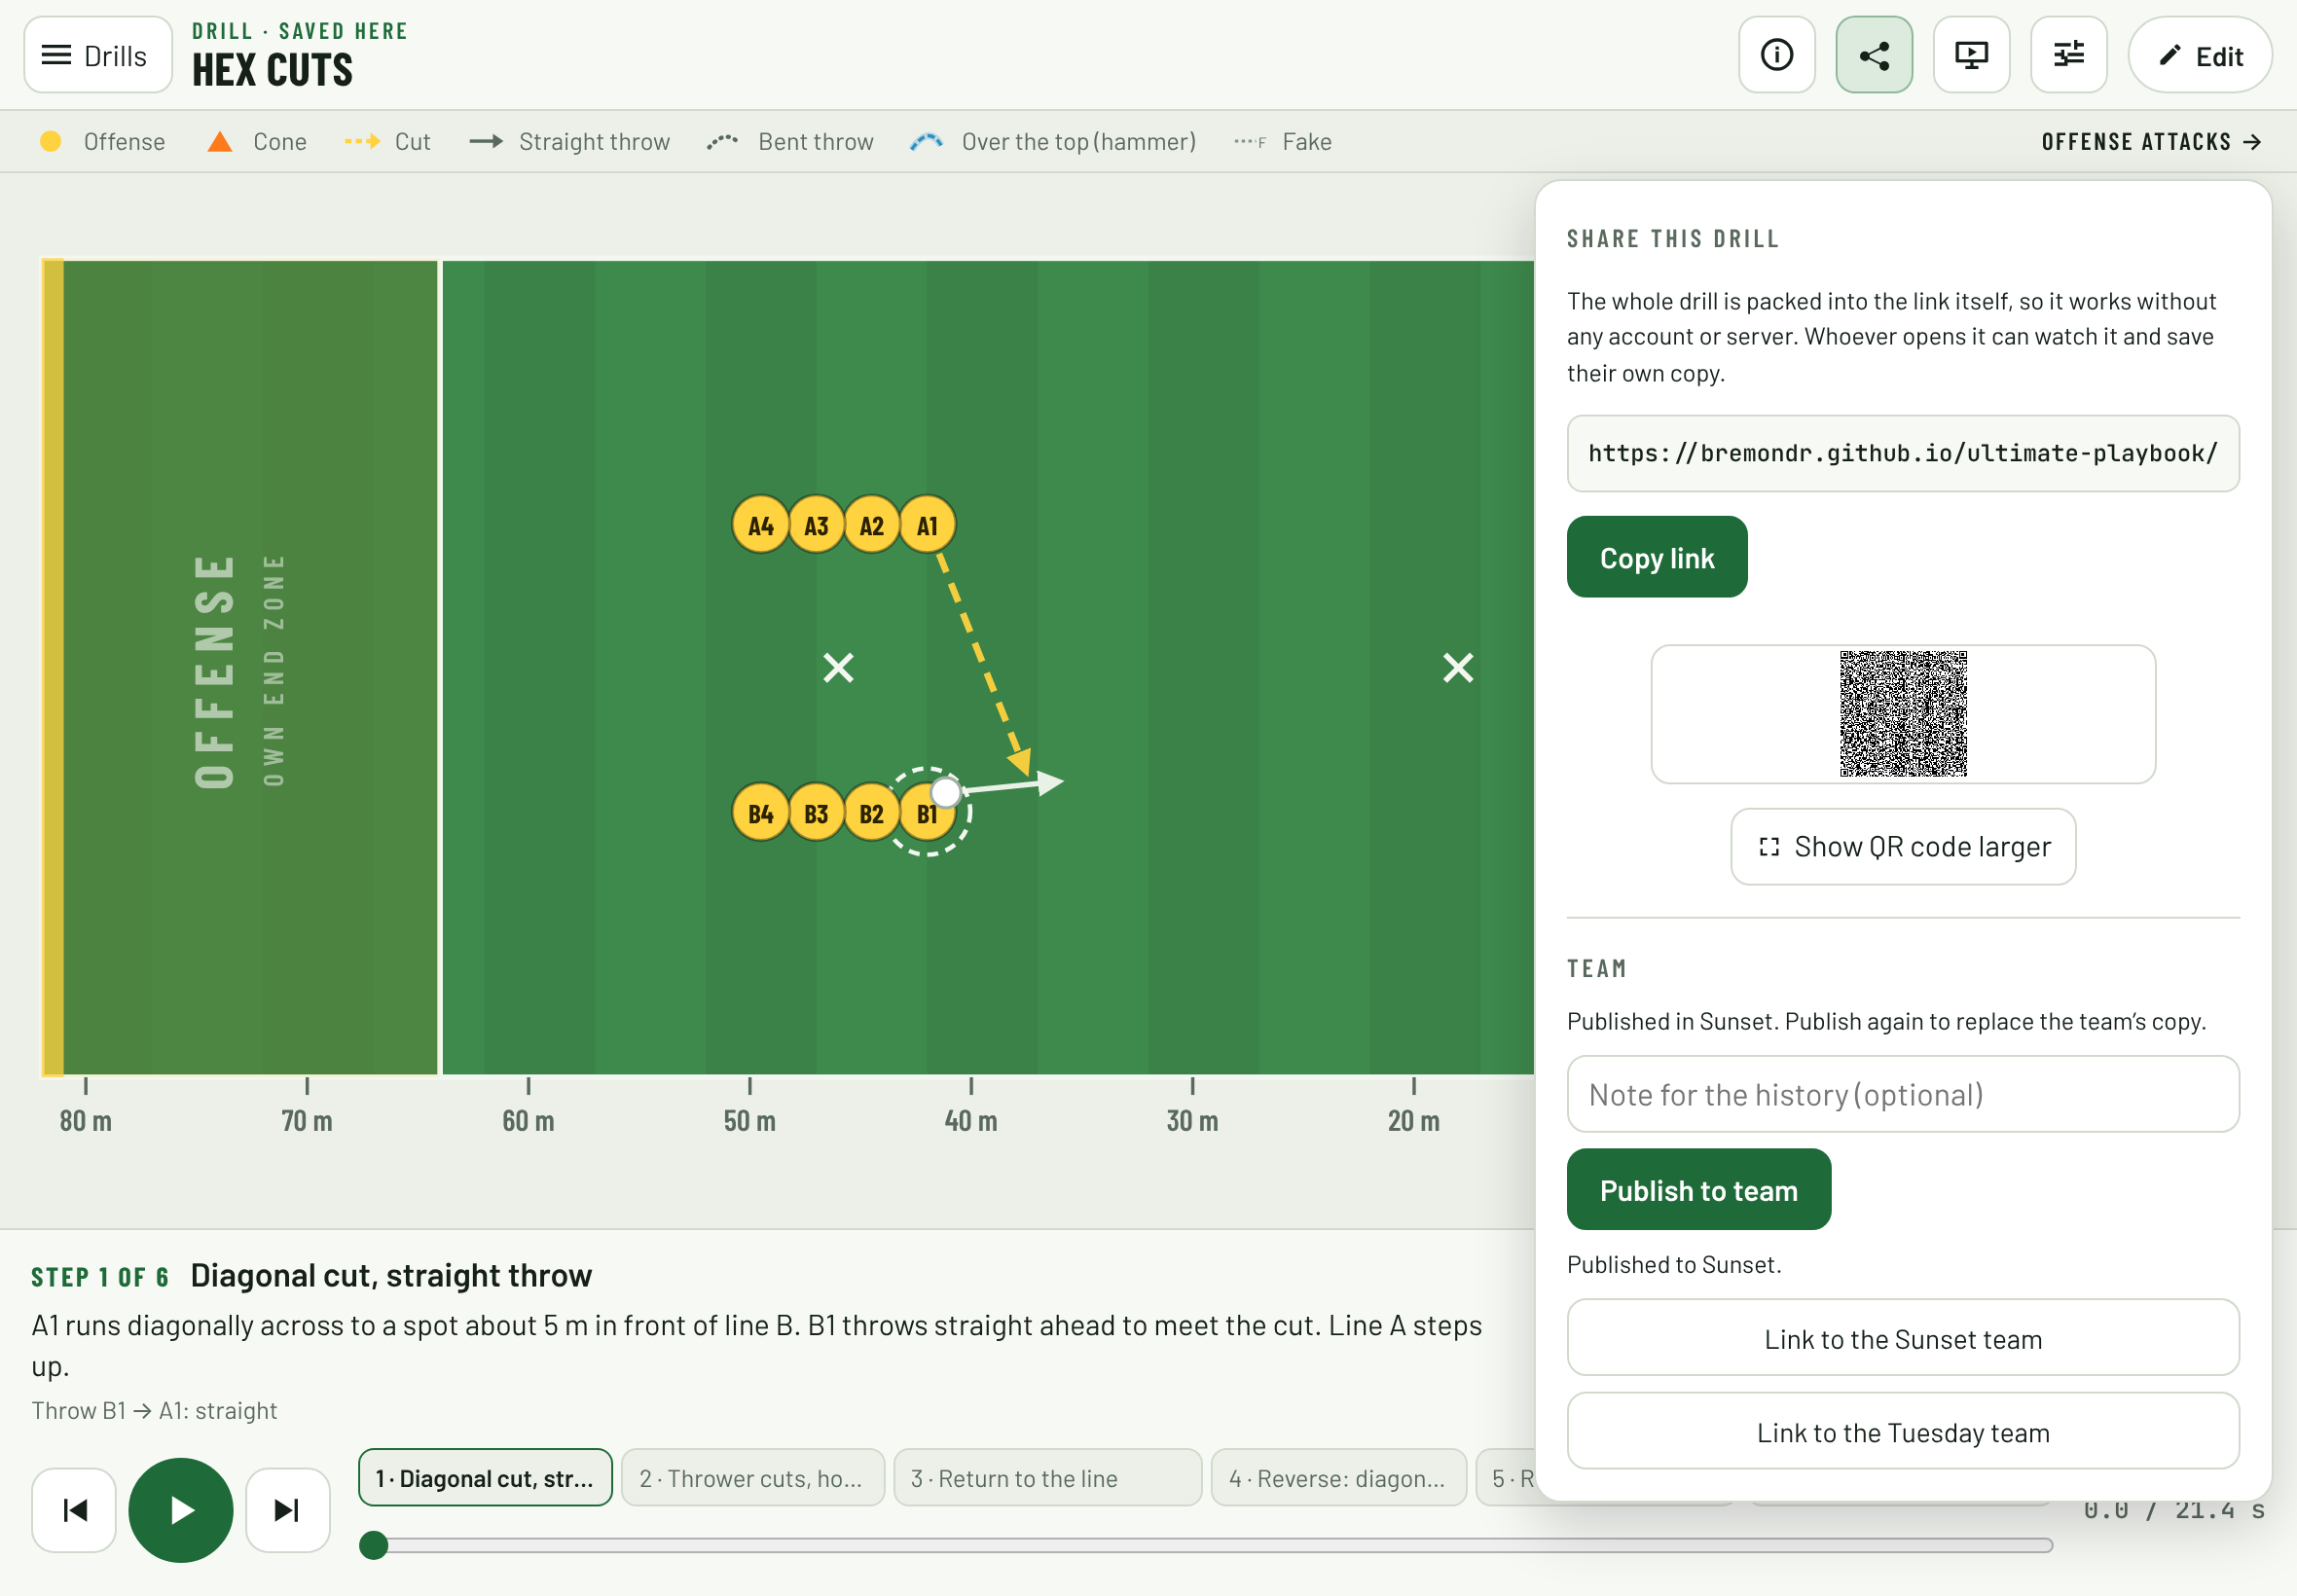 Drills
DRILL · SAVED HERE
HEX CUTS
Edit
Offense
Cone
Cut
Straight throw
Bent throw
Over the top (hammer)
F
Fake
OFFENSE ATTACKS →
OFFENSE
OWN END ZONE
A4
A3
A2
A1
B4
B3
B2
B1
80 m
70 m
60 m
50 m
40 m
30 m
20 m
SHARE THIS DRILL
The whole drill is packed into the link itself, so it works without
any account or server. Whoever opens it can watch it and save
their own copy.
https://bremondr.github.io/ultimate-playbook/
Copy link
Show QR code larger
TEAM
Published in Sunset. Publish again to replace the team’s copy.
Note for the history (optional)
Publish to team
Published to Sunset.
Link to the Sunset team
Link to the Tuesday team
STEP 1 OF 6 Diagonal cut, straight throw
A1 runs diagonally across to a spot about 5 m in front of line B. B1 throws straight ahead to meet the cut. Line A steps
up.
Throw B1 → A1: straight
1 · Diagonal cut, str...
2 · Thrower cuts, ho...
3 · Return to the line
4 · Reverse: diagon...
5 · R
0.0 / 21.4 s